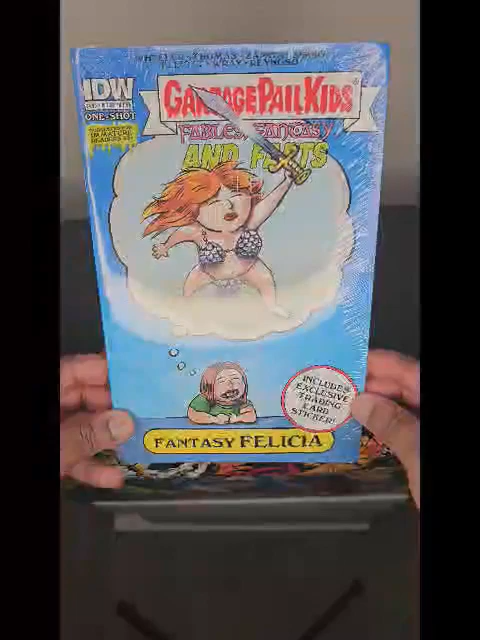 IDW
ONE-SHOT
GARBAGE PAIL KIDS
FABLES, FANTASY
AND FARTS
INCLUDES
EXCLUSIVE
TRADING
CARD
STICKER!
FANTASY FELICIA